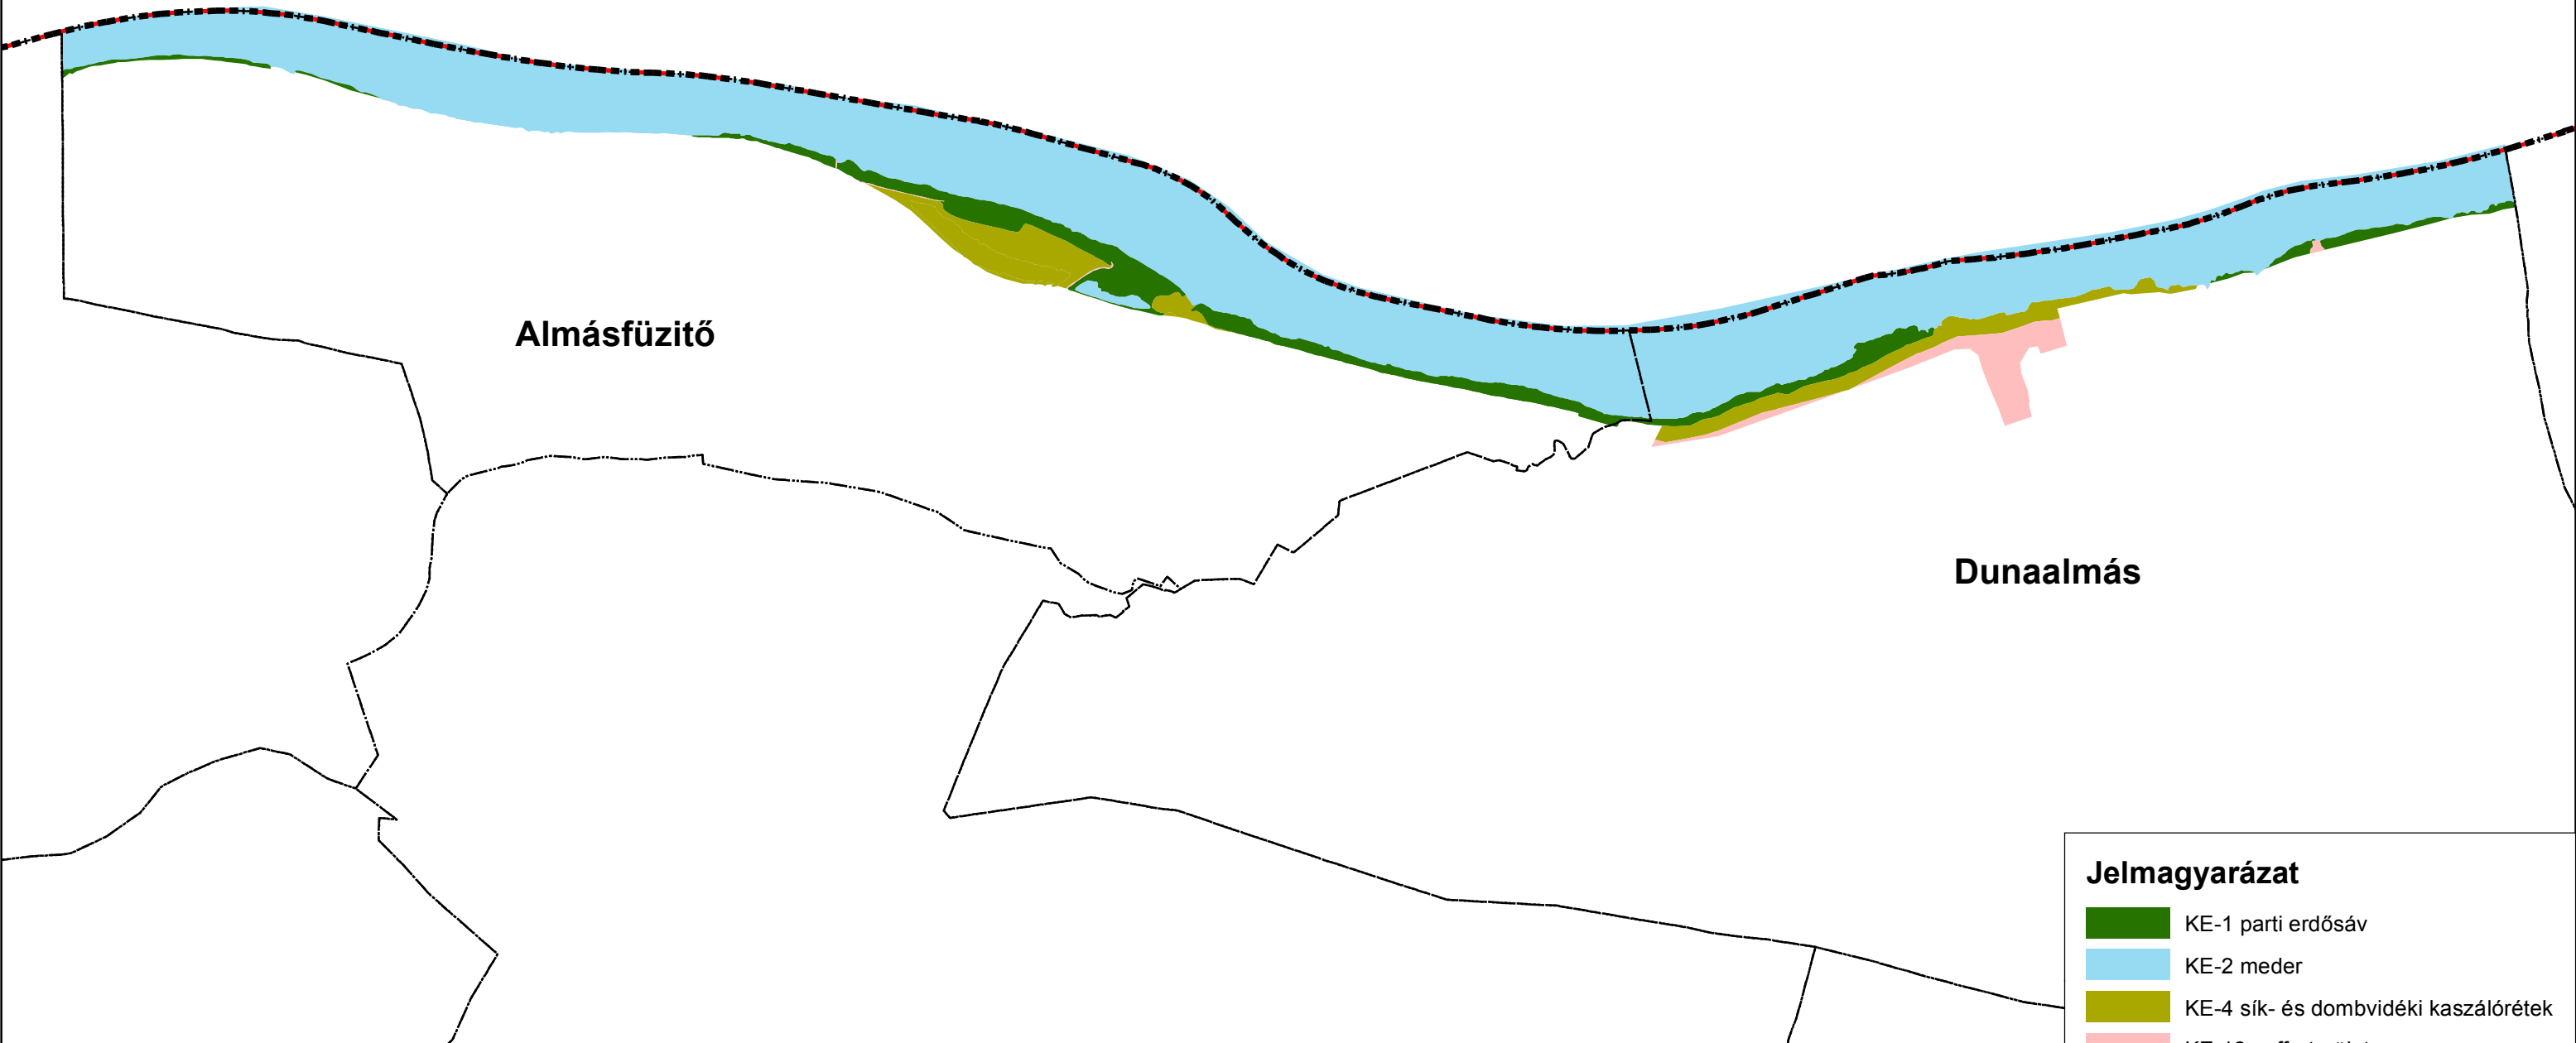 Almásfüzitő
Dunaalmás
Jelmagyarázat
KE-1 parti erdősáv
KE-2 meder
KE-4 sík- és dombvidéki kaszálórétek